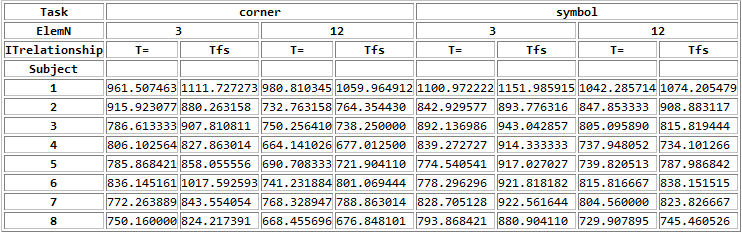 Task corner symbol
ElemN 3 12 3 12
ITrelationship T= Tfs T= Tfs T= Tfs T= Tfs
Subject
1 961.507463 1111.727273 980.810345 1059.964912 1100.972222 1151.985915 1042.285714 1074.205479
2 915.923077 880.263158 732.763158 764.354430 842.929577 893.776316 847.853333 908.883117
3 786.613333 907.810811 750.256410 738.250000 892.136986 943.042857 805.095890 815.819444
4 806.102564 827.863014 664.141026 677.012500 839.272727 914.333333 737.948052 734.101266
5 785.868421 858.055556 690.708333 721.904110 774.540541 917.027027 739.820513 787.986842
6 836.145161 1017.592593 741.231884 801.069444 778.296296 921.818182 815.816667 838.151515
7 772.263889 843.554054 768.328947 788.863014 828.705128 922.561644 804.560000 823.826667
8 750.160000 824.217391 668.455696 676.848101 793.868421 880.904110 729.907895 745.460526